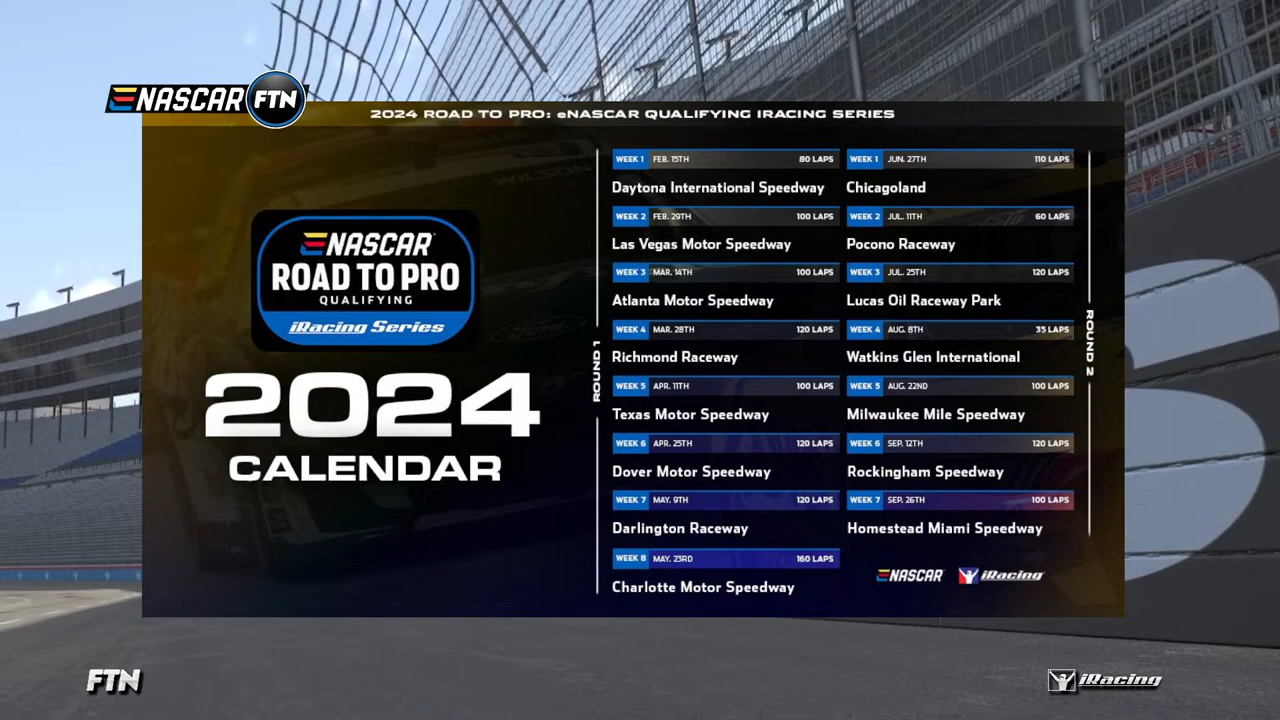 eNASCAR FTN
2024 ROAD TO PRO: eNASCAR QUALIFYING IRACING SERIES
eNASCAR
ROAD TO PRO
QUALIFYING
iRacing Series
2024
CALENDAR
ROUND 1
WEEK 1 FEB. 15TH 80 LAPS
Daytona International Speedway
WEEK 2 FEB. 29TH 100 LAPS
Las Vegas Motor Speedway
WEEK 3 MAR. 14TH 100 LAPS
Atlanta Motor Speedway
WEEK 4 MAR. 28TH 120 LAPS
Richmond Raceway
WEEK 5 APR. 11TH 100 LAPS
Texas Motor Speedway
WEEK 6 APR. 25TH 120 LAPS
Dover Motor Speedway
WEEK 7 MAY. 9TH 120 LAPS
Darlington Raceway
WEEK 8 MAY. 23RD 160 LAPS
Charlotte Motor Speedway
WEEK 1 JUN. 27TH 110 LAPS
Chicagoland
WEEK 2 JUL. 11TH 60 LAPS
Pocono Raceway
WEEK 3 JUL. 25TH 120 LAPS
Lucas Oil Raceway Park
WEEK 4 AUG. 8TH 35 LAPS
Watkins Glen International
WEEK 5 AUG. 22ND 100 LAPS
Milwaukee Mile Speedway
WEEK 6 SEP. 12TH 120 LAPS
Rockingham Speedway
WEEK 7 SEP. 26TH 100 LAPS
Homestead Miami Speedway
ROUND 2
eNASCAR iRacing
FTN
iRacing